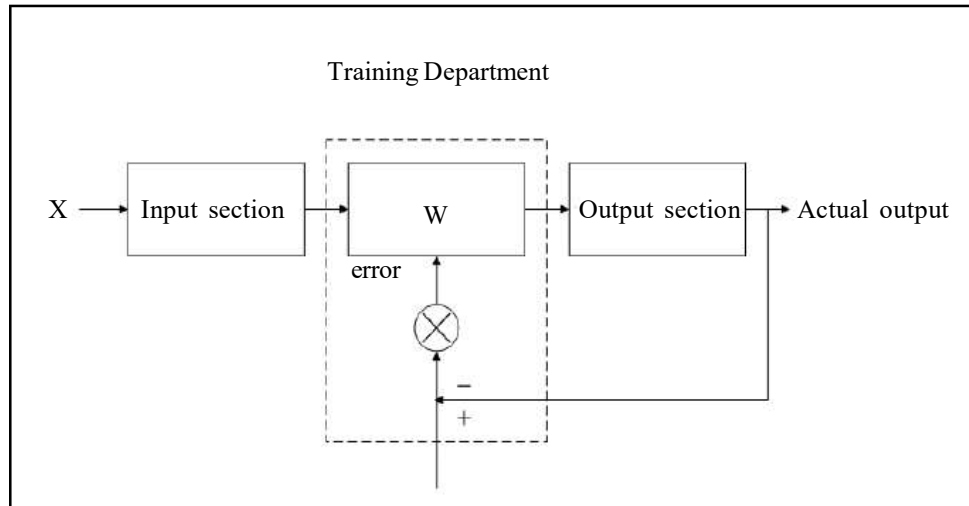 Training Department
X
Input section
W
Output section
Actual output
error
−
+